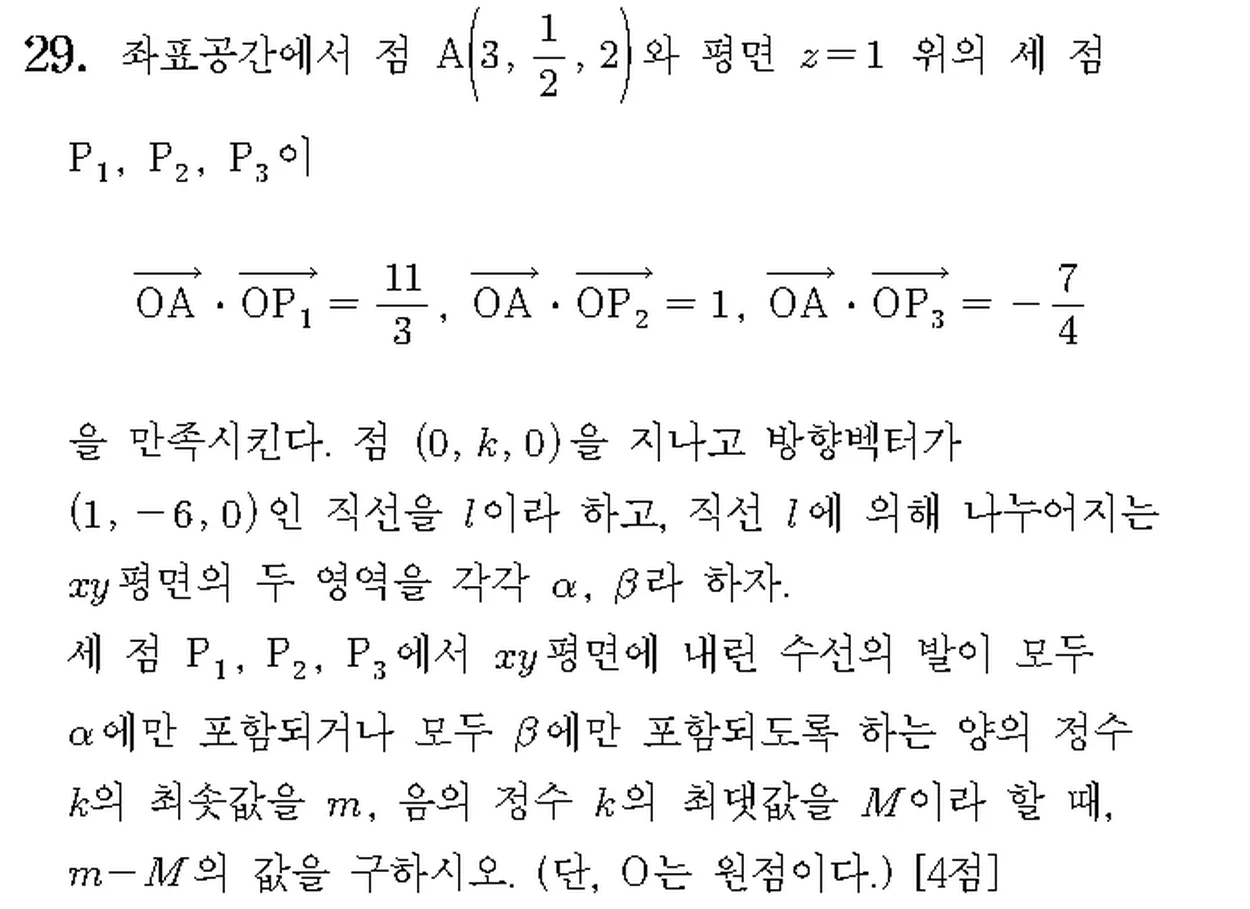 29. 좌표공간에서 점 A(3, 1/2, 2)와 평면 z=1 위의 세 점
P₁, P₂, P₃이
OA · OP₁ = 11/3, OA · OP₂ = 1, OA · OP₃ = −7/4
을 만족시킨다. 점 (0, k, 0)을 지나고 방향벡터가
(1, −6, 0)인 직선을 l이라 하고, 직선 l에 의해 나누어지는
xy평면의 두 영역을 각각 α, β라 하자.
세 점 P₁, P₂, P₃에서 xy평면에 내린 수선의 발이 모두
α에만 포함되거나 모두 β에만 포함되도록 하는 양의 정수
k의 최솟값을 m, 음의 정수 k의 최댓값을 M이라 할 때,
m−M의 값을 구하시오. (단, O는 원점이다.) [4점]